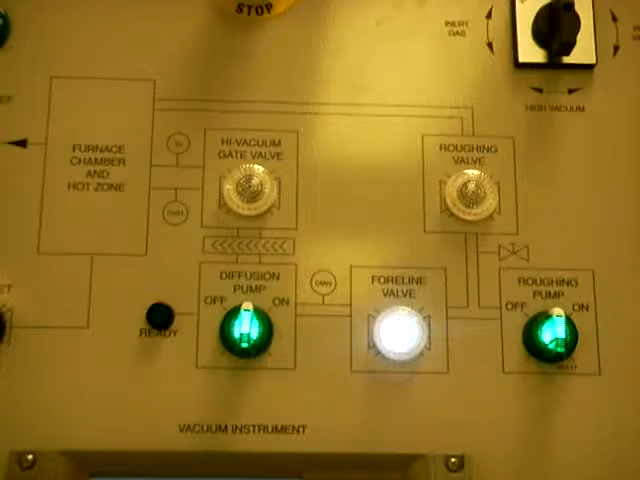 STOP
INERT
GAS
HIGH VACUUM
FURNACE
CHAMBER
AND
HOT ZONE
HI-VACUUM
GATE VALVE
ROUGHING
VALVE
DIFFUSION
PUMP
OFF
ON
READY
FORELINE
VALVE
ROUGHING
PUMP
OFF
ON
VACUUM INSTRUMENT